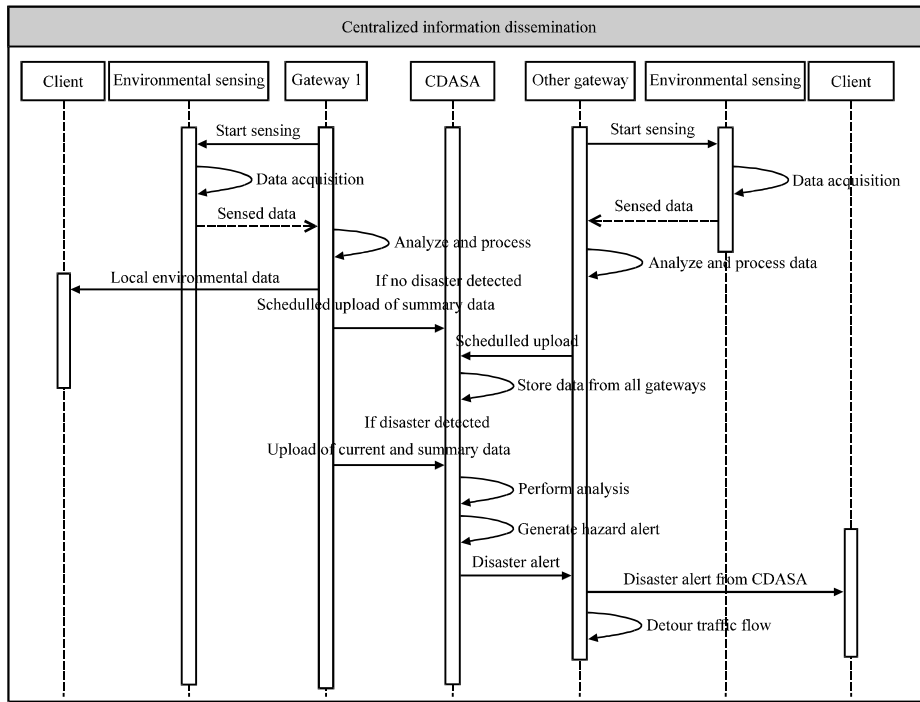 Centralized information dissemination
Client
Environmental sensing
Gateway 1
CDASA
Other gateway
Environmental sensing
Client
Start sensing
Start sensing
Data acquisition
Data acquisition
Sensed data
Sensed data
Analyze and process
Analyze and process data
Local environmental data
If no disaster detected
Schedulled upload of summary data
Schedulled upload
Store data from all gateways
If disaster detected
Upload of current and summary data
Perform analysis
Generate hazard alert
Disaster alert
Disaster alert from CDASA
Detour traffic flow